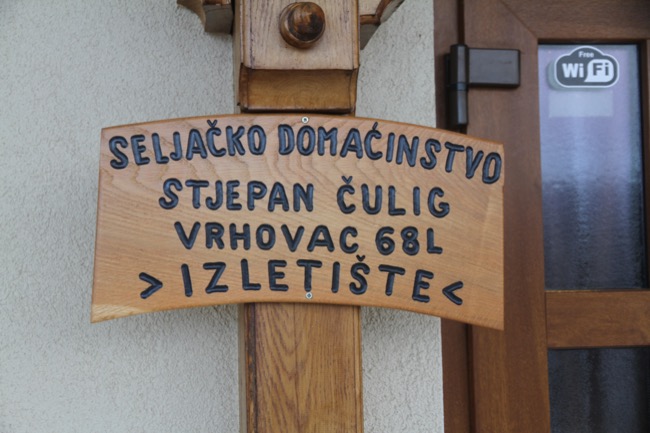 Free
WiFi
SELJAČKO DOMAĆINSTVO
STJEPAN ČULIG
VRHOVAC 68L
>IZLETIŠTE<